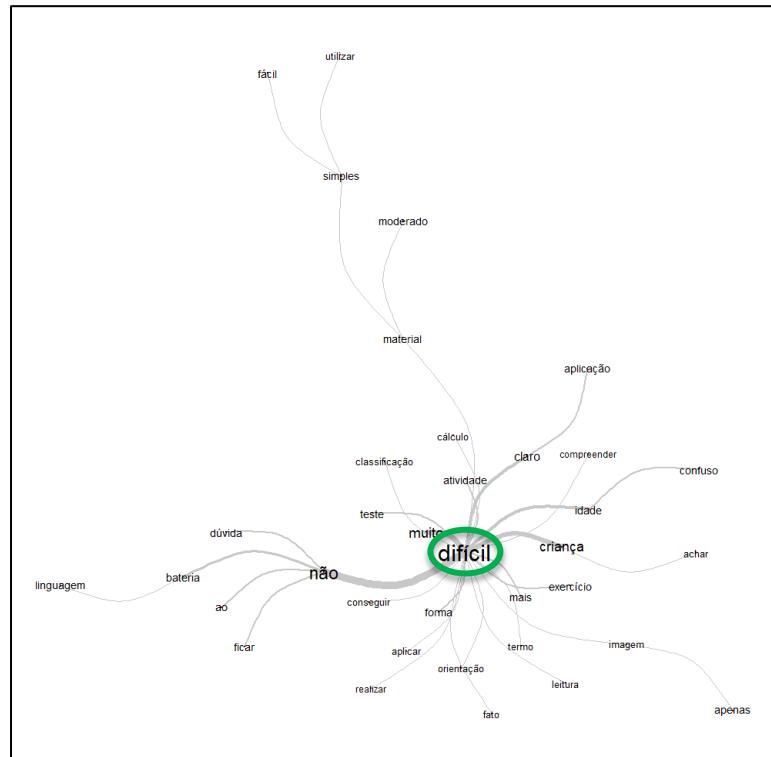 utilizar
fácil
simples
moderado
material
aplicação
cálculo
claro
compreender
classificação
confuso
atividade
idade
teste
muito
dúvida
criança
difícil
achar
não
bateria
linguagem
exercício
mais
conseguir
ao
forma
ficar
aplicar
termo
imagem
orientação
leitura
realizar
apenas
fato